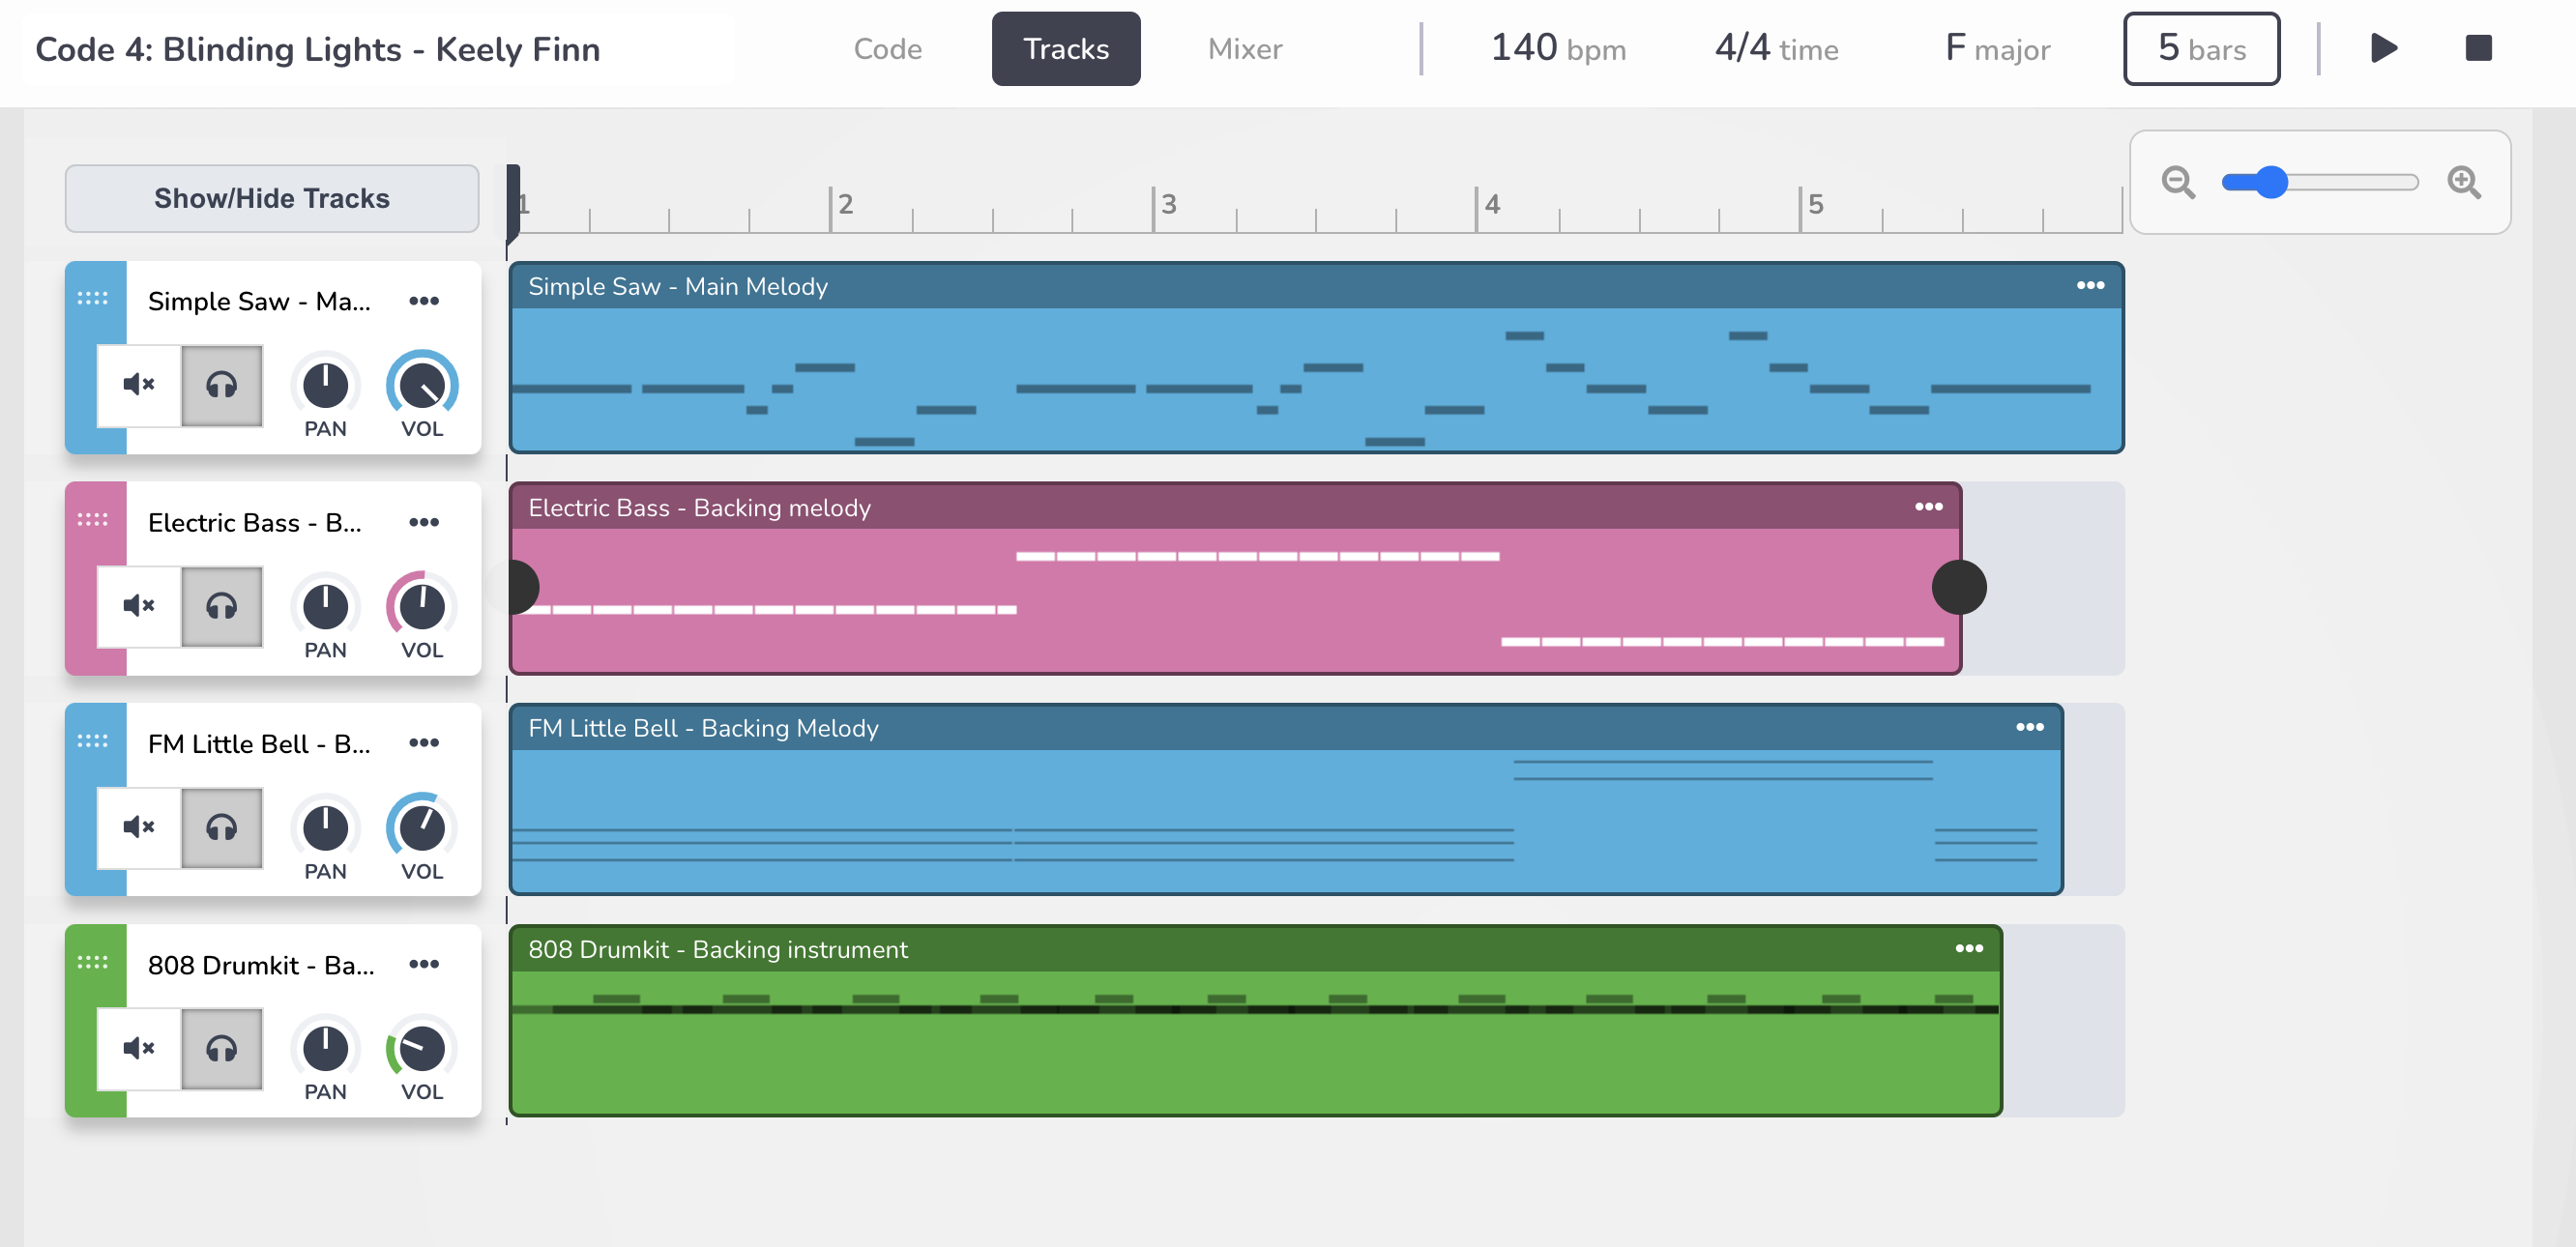 Code 4: Blinding Lights - Keely Finn Code Tracks Mixer 140 bpm 4/4 time F major 5 bars
Show/Hide Tracks 1 2 3 4 5
Simple Saw - Ma...
PAN VOL
Simple Saw - Main Melody
Electric Bass - B...
PAN VOL
Electric Bass - Backing melody
FM Little Bell - B...
PAN VOL
FM Little Bell - Backing Melody
808 Drumkit - Ba...
PAN VOL
808 Drumkit - Backing instrument